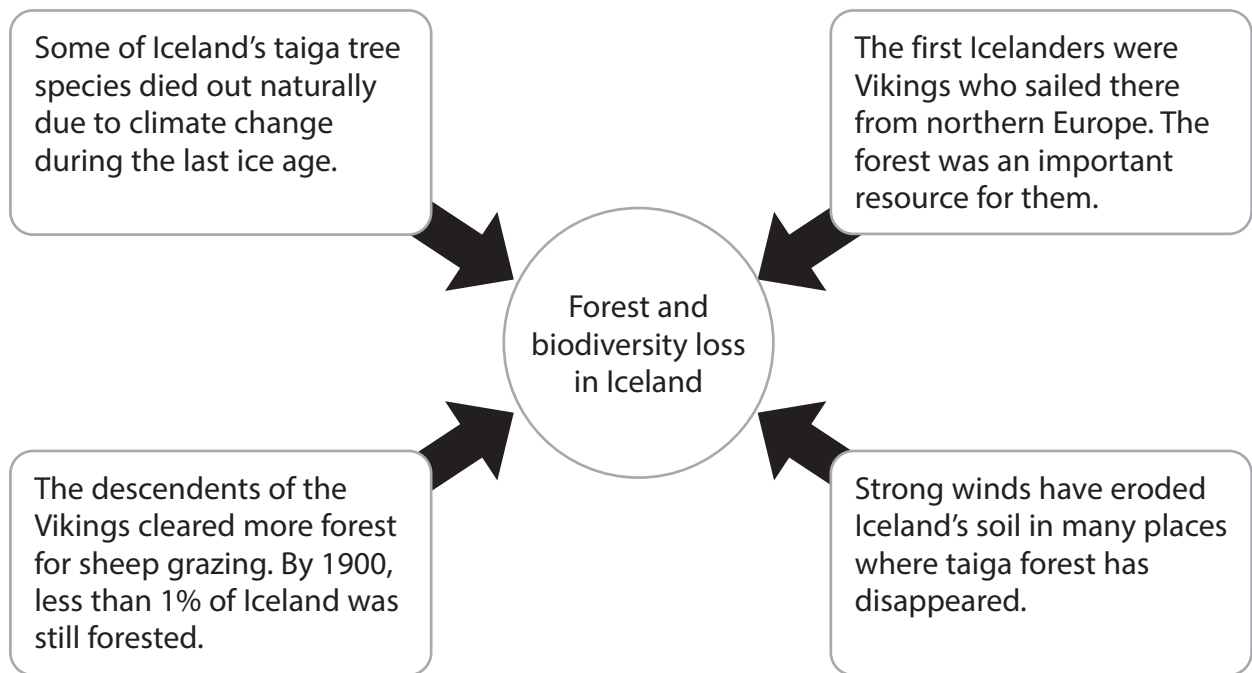 Some of Iceland’s taiga tree
species died out naturally
due to climate change
during the last ice age.
The first Icelanders were
Vikings who sailed there
from northern Europe. The
forest was an important
resource for them.
Forest and
biodiversity loss
in Iceland
The descendents of the
Vikings cleared more forest
for sheep grazing. By 1900,
less than 1% of Iceland was
still forested.
Strong winds have eroded
Iceland’s soil in many places
where taiga forest has
disappeared.